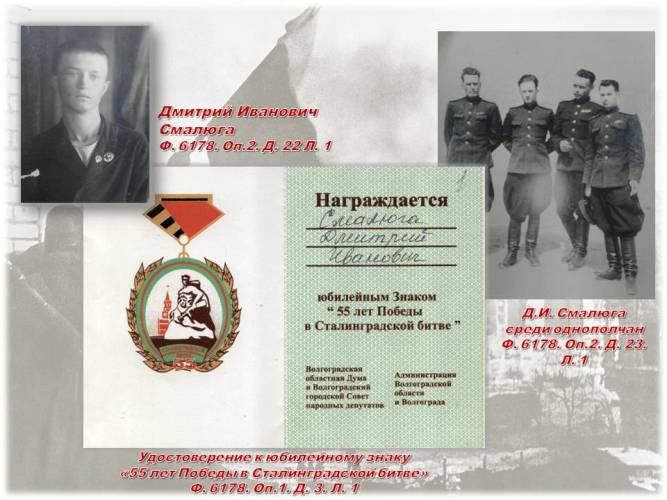 Дмитрий Иванович
Смалюга
Ф. 6178. Оп.2. Д. 22 Л. 1
Награждается
Смалюга
Дмитрий
Иванович
юбилейным Знаком
“ 55 лет Победы
в Сталинградской битве ”
Волгоградская
областная Дума
и Волгоградский
городской Совет
народных депутатов
Администрация
Волгоградской
области
и Волгограда
55
Д.И. Смалюга
среди однополчан
Ф. 6178. Оп.2. Д. 23.
Л. 1
Удостоверение к юбилейному знаку
«55 лет Победы в Сталинградской битве»
Ф. 6178. Оп.1. Д. 3. Л. 1